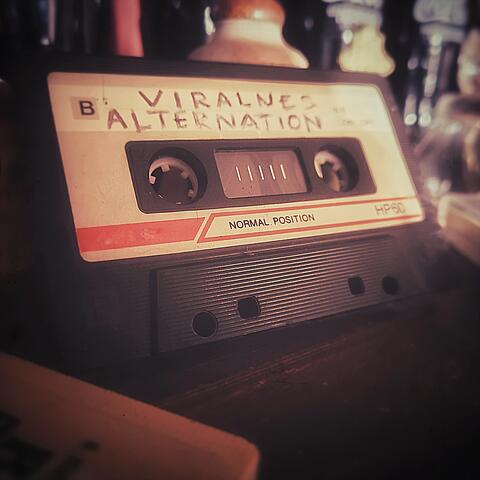 B
VIRALNES
ALTERNATION
NORMAL POSITION
HP60